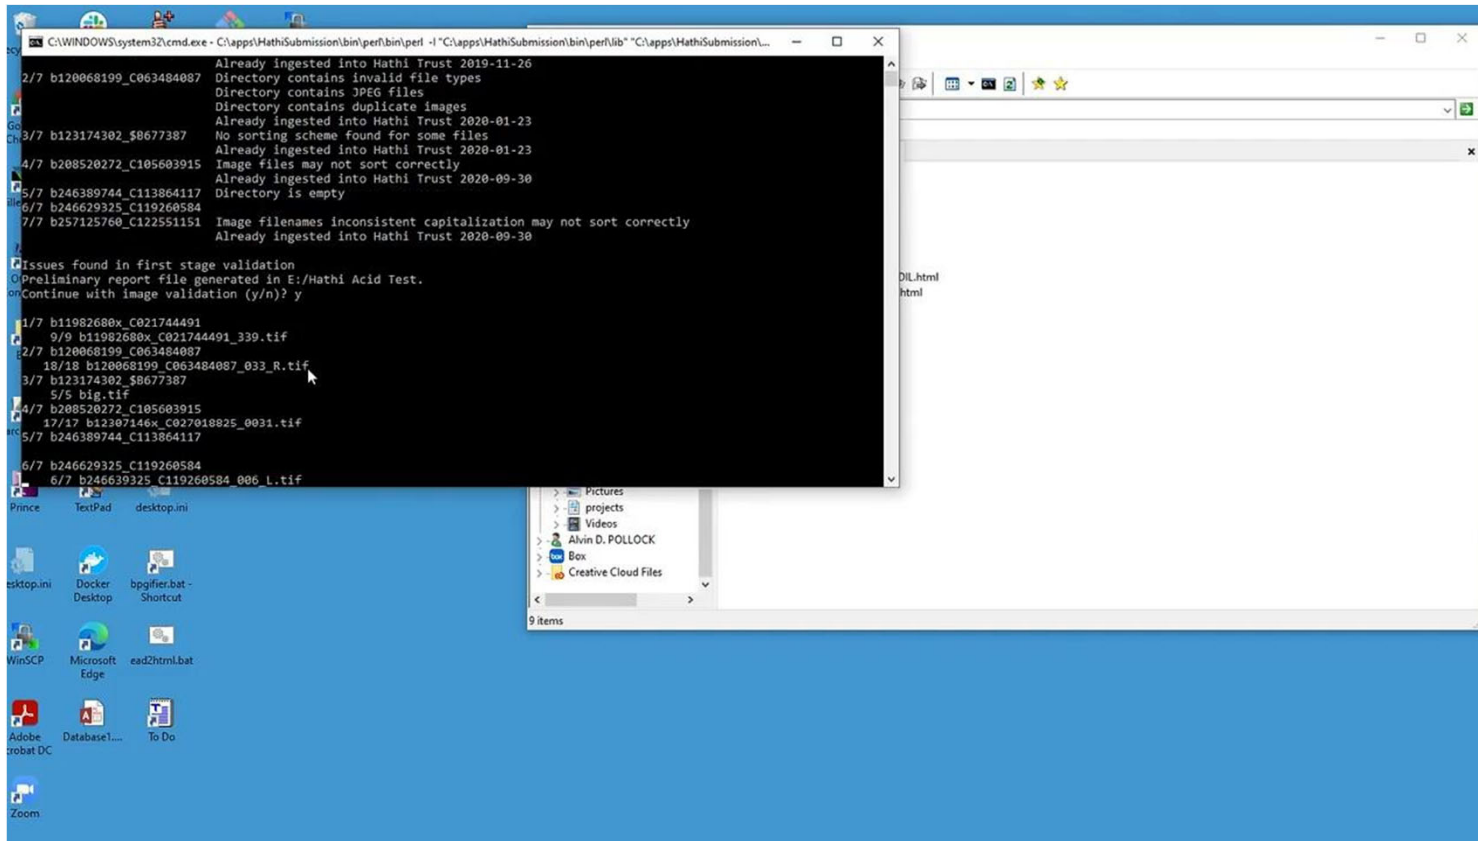 C:\WINDOWS\system32\cmd.exe - C:\apps\HathiSubmission\bin\perl\bin\perl -I "C:\apps\HathiSubmission\bin\perl\lib" "C:\apps\HathiSubmission\...
Already ingested into Hathi Trust 2019-11-26
2/7 b120068199_C063484087 Directory contains invalid file types
Directory contains JPEG files
Directory contains duplicate images
Already ingested into Hathi Trust 2020-01-23
3/7 b123174302_$B677387 No sorting scheme found for some files
Already ingested into Hathi Trust 2020-01-23
4/7 b208520272_C105603915 Image files may not sort correctly
Already ingested into Hathi Trust 2020-09-30
5/7 b246389744_C113864117 Directory is empty
6/7 b246629325_C119260584
7/7 b257125760_C122551151 Image filenames inconsistent capitalization may not sort correctly
Already ingested into Hathi Trust 2020-09-30
Issues found in first stage validation
Preliminary report file generated in E:/Hathi Acid Test.
Continue with image validation (y/n)? y
1/7 b11982680x_C021744491
9/9 b11982680x_C021744491_339.tif
2/7 b120068199_C063484087
18/18 b120068199_C063484087_033_R.tif
3/7 b123174302_$B677387
5/5 big.tif
4/7 b208520272_C105603915
17/17 b12307146x_C027018825_0031.tif
5/7 b246389744_C113864117
6/7 b246629325_C119260584
6/7 b246639325_C119260584_006_L.tif
DIL.html
html
Pictures
projects
Videos
Alvin D. POLLOCK
Box
Creative Cloud Files
9 items
Prince
TextPad
desktop.ini
esktop.ini
Docker Desktop
bpgifier.bat - Shortcut
WinSCP
Microsoft Edge
ead2html.bat
Adobe
crobat DC
Database1....
To Do
Zoom